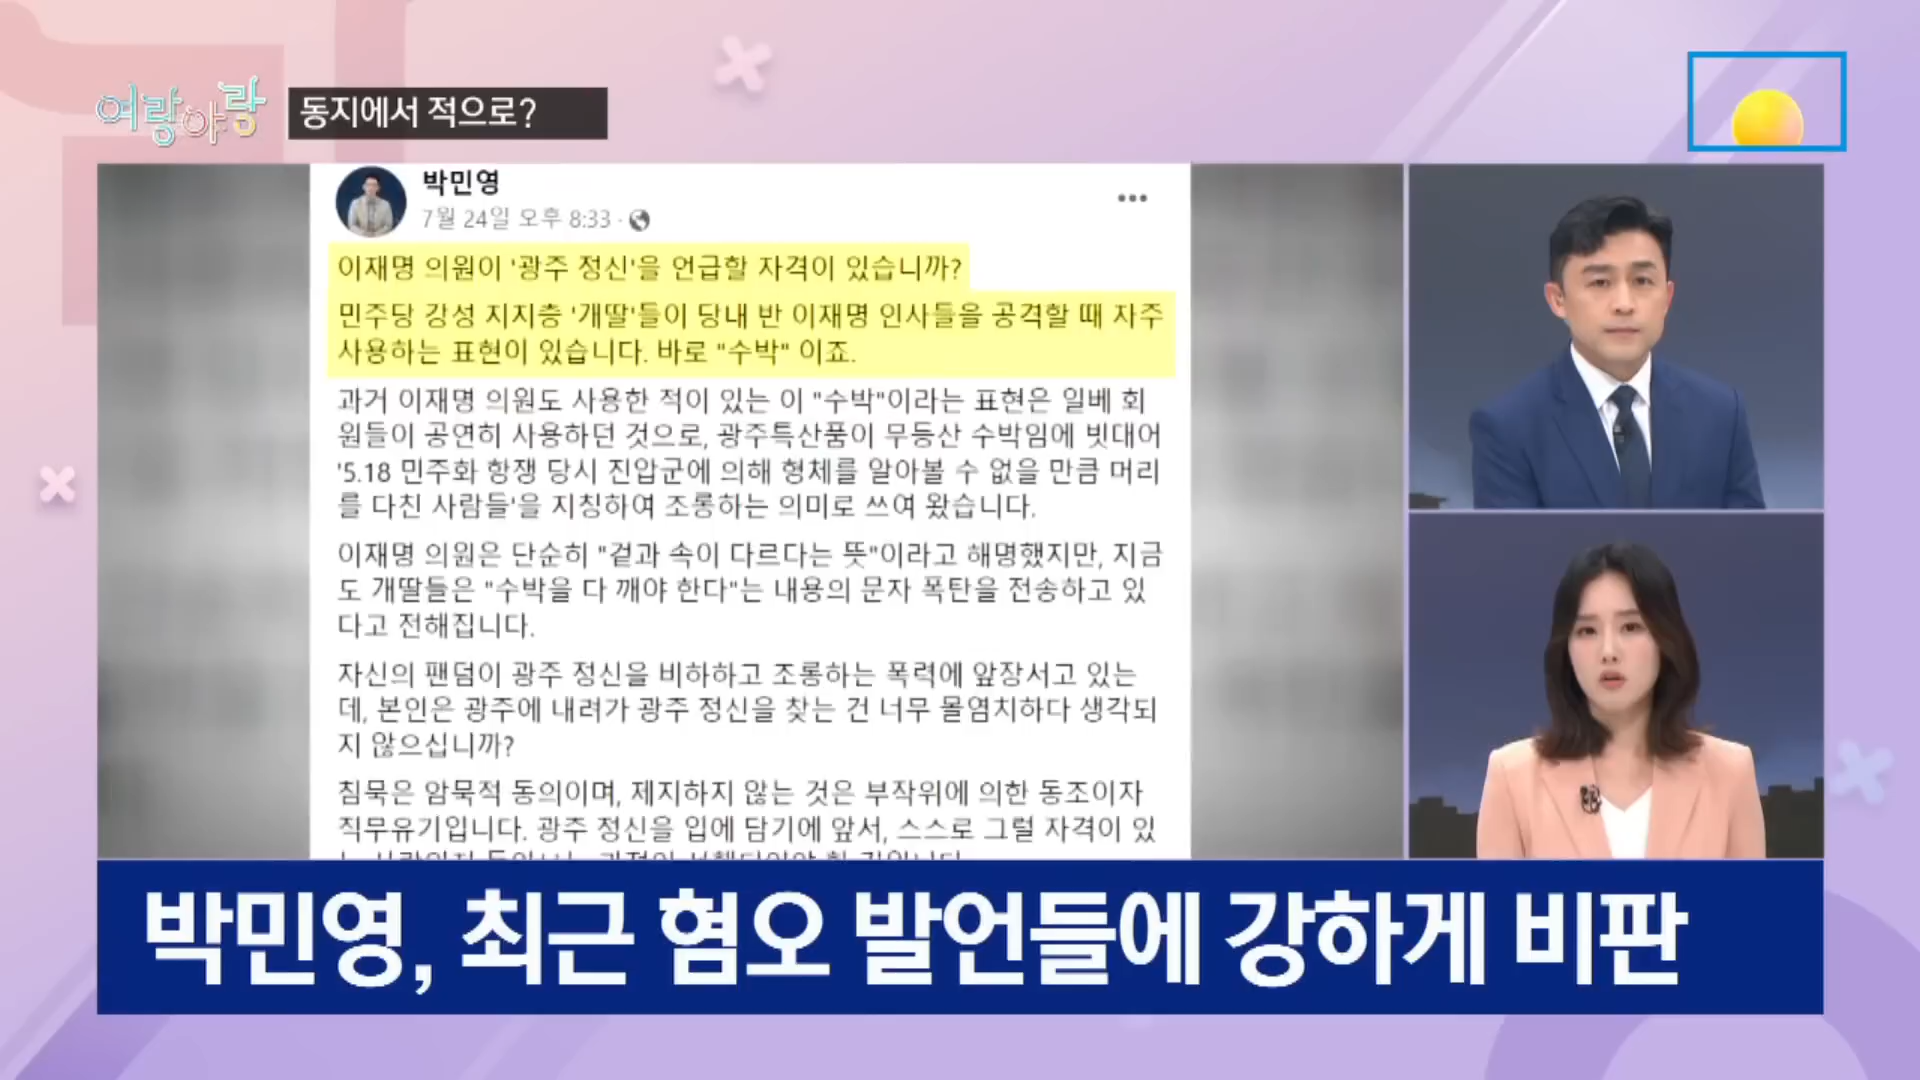 여랑야랑
동지에서 적으로?
박민영
7월 24일 오후 8:33 ·
이재명 의원이 '광주 정신'을 언급할 자격이 있습니까?
민주당 강성 지지층 '개딸'들이 당내 반 이재명 인사들을 공격할 때 자주
사용하는 표현이 있습니다. 바로 "수박" 이죠.
과거 이재명 의원도 사용한 적이 있는 이 "수박"이라는 표현은 일베 회
원들이 공연히 사용하던 것으로, 광주특산품이 무등산 수박임에 빗대어
'5.18 민주화 항쟁 당시 진압군에 의해 형체를 알아볼 수 없을 만큼 머리
를 다친 사람들'을 지칭하여 조롱하는 의미로 쓰여 왔습니다.
이재명 의원은 단순히 "겉과 속이 다르다는 뜻"이라고 해명했지만, 지금
도 개딸들은 "수박을 다 깨야 한다"는 내용의 문자 폭탄을 전송하고 있
다고 전해집니다.
자신의 팬덤이 광주 정신을 비하하고 조롱하는 폭력에 앞장서고 있는
데, 본인은 광주에 내려가 광주 정신을 찾는 건 너무 몰염치하다 생각되
지 않으십니까?
침묵은 암묵적 동의이며, 제지하지 않는 것은 부작위에 의한 동조이자
직무유기입니다. 광주 정신을 입에 담기에 앞서, 스스로 그럴 자격이 있
박민영, 최근 혐오 발언들에 강하게 비판